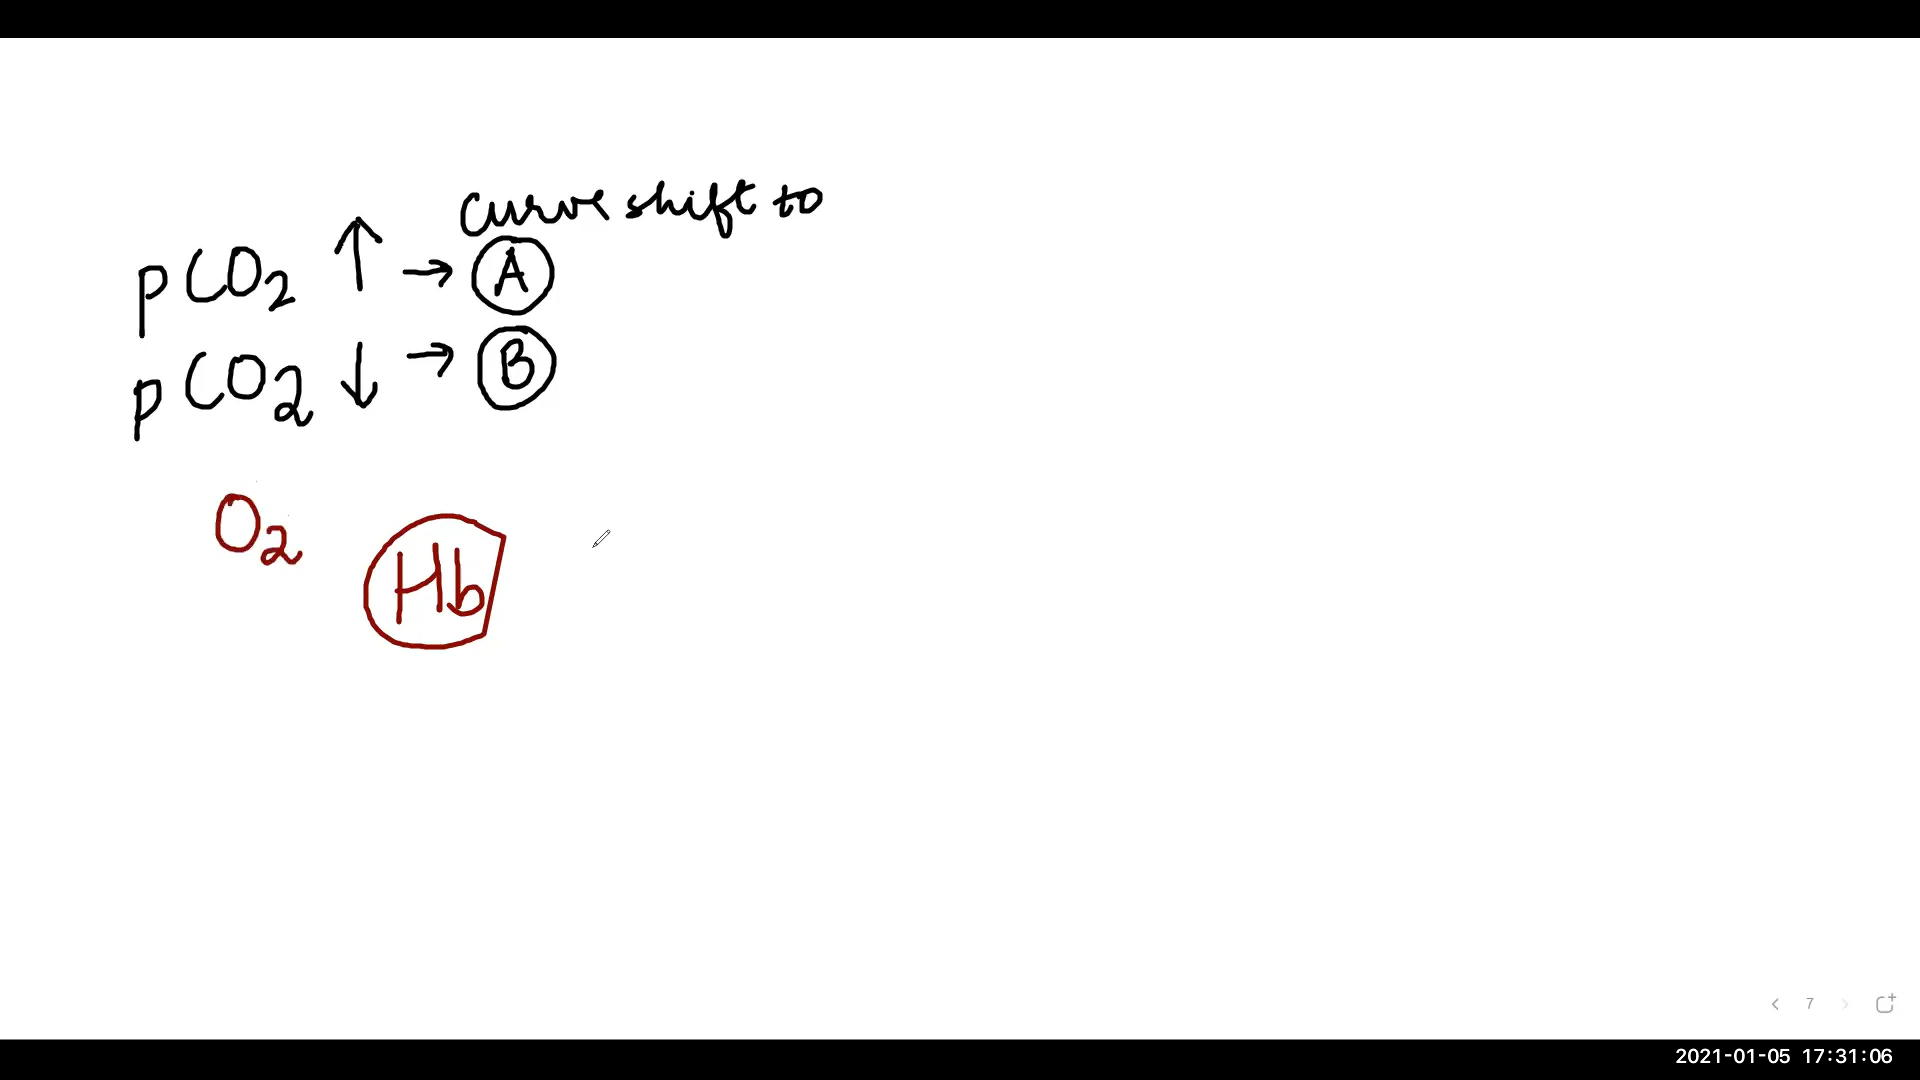 curve shift to
pCO2 ↑ → A
pCO2 ↓ → B
O2
Hb
7
2021-01-05 17:31:06